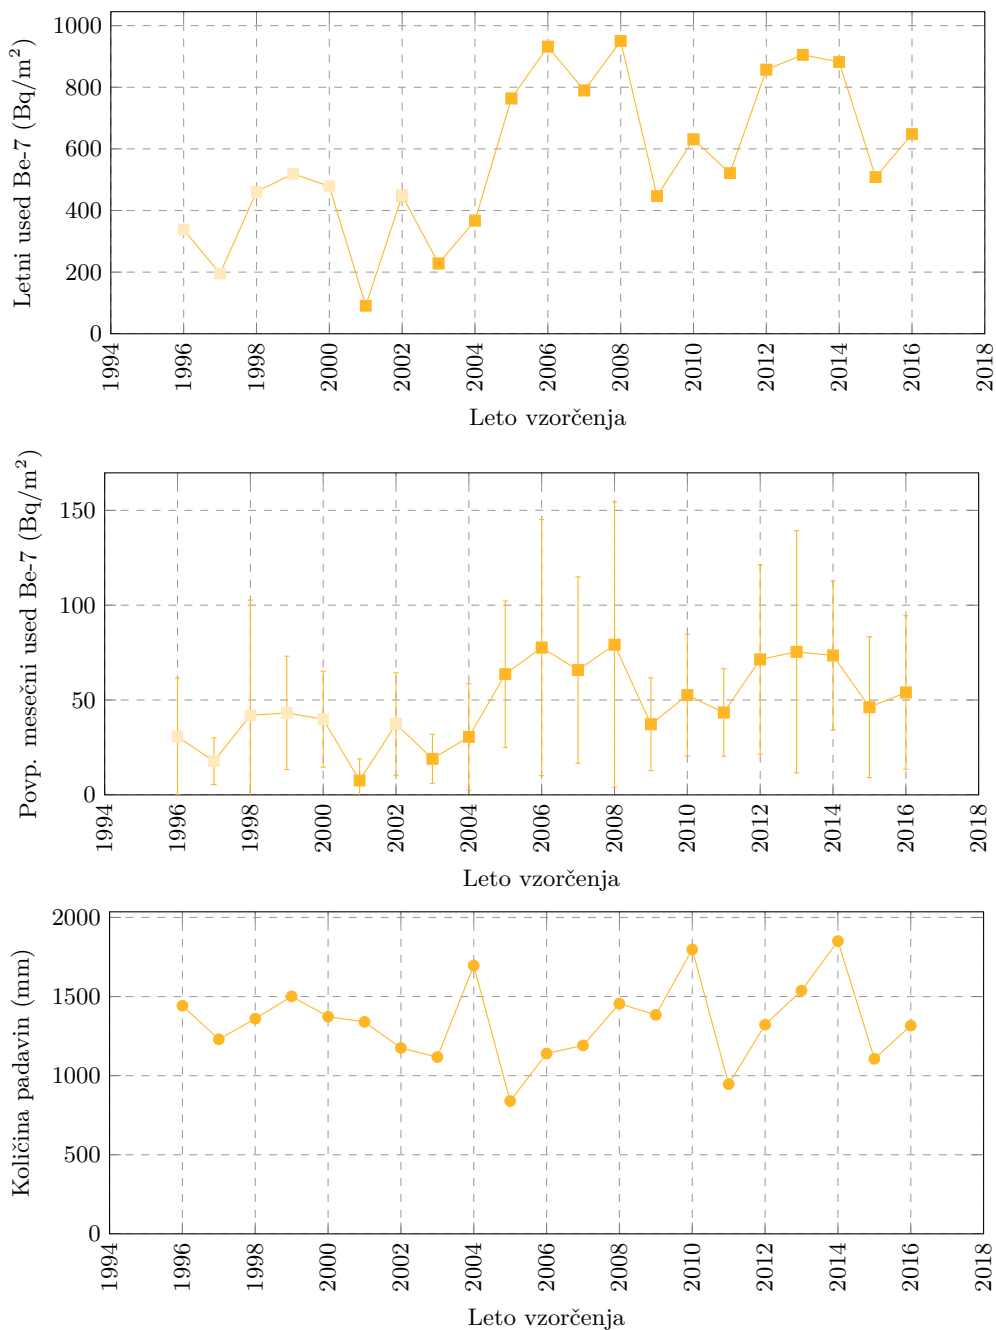 Letni used Be-7 (Bq/m²)
1000
800
600
400
200
0
1994 1996 1998 2000 2002 2004 2006 2008 2010 2012 2014 2016 2018
Leto vzorčenja
Povp. mesečni used Be-7 (Bq/m²)
150
100
50
0
1994 1996 1998 2000 2002 2004 2006 2008 2010 2012 2014 2016 2018
Leto vzorčenja
Količina padavin (mm)
2000
1500
1000
500
0
1994 1996 1998 2000 2002 2004 2006 2008 2010 2012 2014 2016 2018
Leto vzorčenja